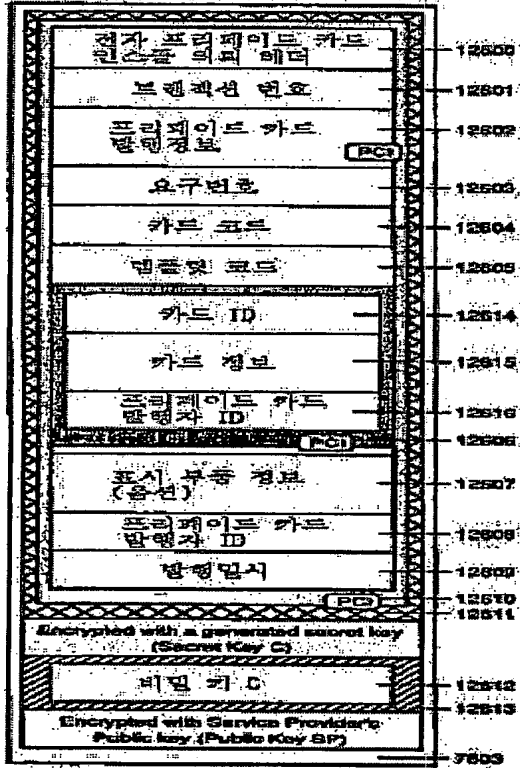 전자 프리페이드 카드
인스톨 의뢰 헤더
12600
트랜잭션 번호
12601
프리페이드 카드
발행정보
12602
PCI
요구번호
12603
카드 코드
12604
템플릿 코드
12605
카드 ID
12614
카드 정보
12615
프리페이드 카드
발행자 ID
12616
PCI
12606
표시 부품 정보
(옵션)
12607
프리페이드 카드
발행자 ID
12608
발행일시
12609
12610
12611
Encrypted with a generated secret key
(Secret Key C)
비밀 키 C
12612
12613
Encrypted with Service Provider's
Public key (Public Key SP)
7603